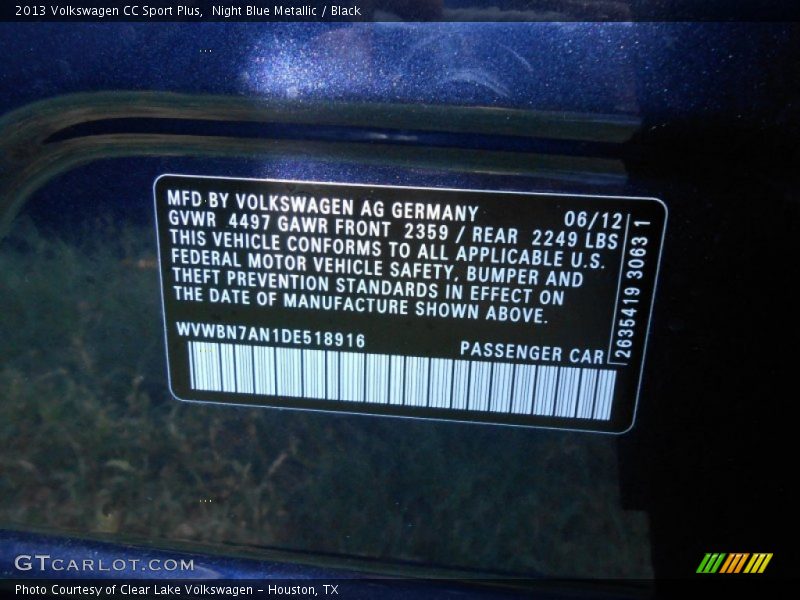 2013 Volkswagen CC Sport Plus, Night Blue Metallic / Black
MFD BY VOLKSWAGEN AG GERMANY 06/12
GVWR 4497 GAWR FRONT 2359 / REAR 2249 LBS
THIS VEHICLE CONFORMS TO ALL APPLICABLE U.S.
FEDERAL MOTOR VEHICLE SAFETY, BUMPER AND
THEFT PREVENTION STANDARDS IN EFFECT ON
THE DATE OF MANUFACTURE SHOWN ABOVE.
WVWBN7AN1DE518916 PASSENGER CAR
2635419 3063 1
GTCARLOT.COM
Photo Courtesy of Clear Lake Volkswagen - Houston, TX